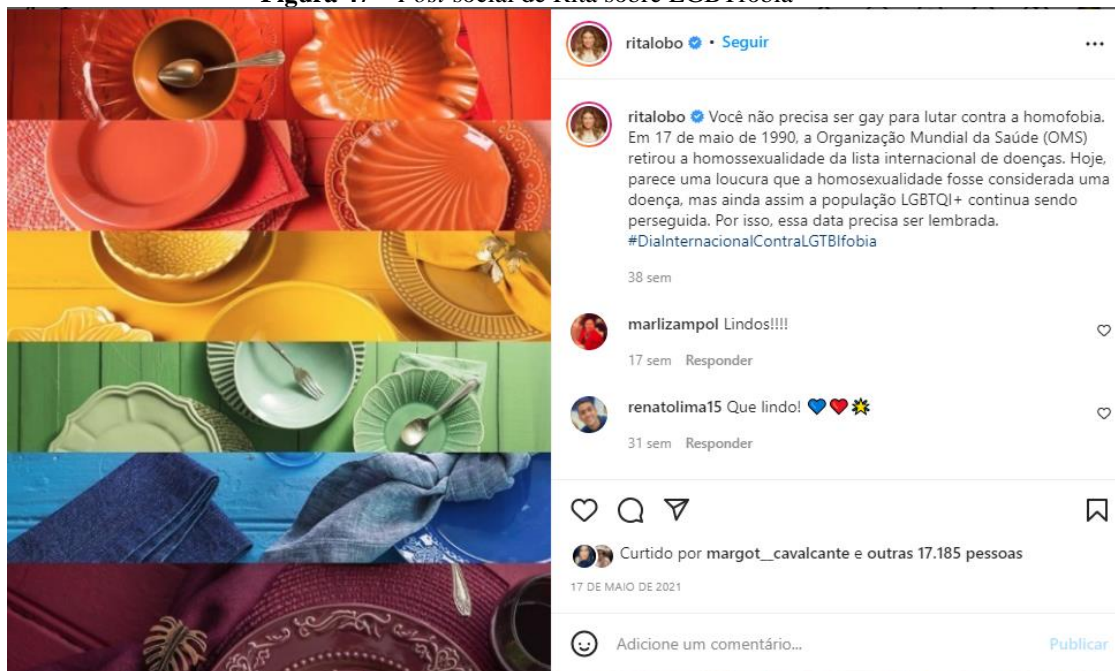 Figura 47 – Post social de Rita sobre LGBTfobia
ritalobo • Seguir
ritalobo Você não precisa ser gay para lutar contra a homofobia.
Em 17 de maio de 1990, a Organização Mundial da Saúde (OMS)
retirou a homossexualidade da lista internacional de doenças. Hoje,
parece uma loucura que a homosexualidade fosse considerada uma
doença, mas ainda assim a população LGBTQI+ continua sendo
perseguida. Por isso, essa data precisa ser lembrada.
#DiaInternacionalContraLGTBIfobia
38 sem
marlizampol Lindos!!!!
17 sem Responder
renatolima15 Que lindo! 💙❤️🌟
31 sem Responder
Curtido por margot__cavalcante e outras 17.185 pessoas
17 DE MAIO DE 2021
Adicione um comentário...
Publicar